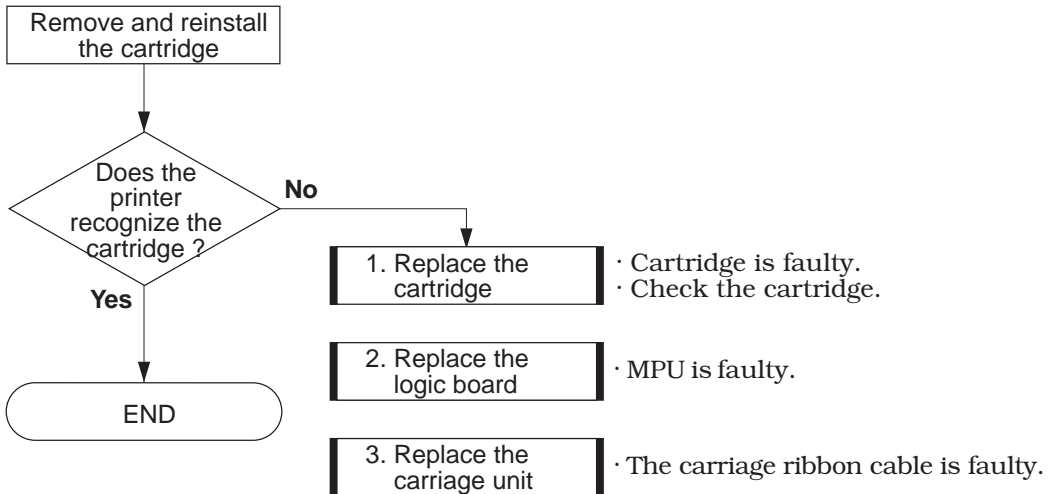 Remove and reinstall
the cartridge
Does the
printer
recognize the
cartridge ?
No
Yes
1. Replace the
cartridge
· Cartridge is faulty.
· Check the cartridge.
2. Replace the
logic board
· MPU is faulty.
END
3. Replace the
carriage unit
· The carriage ribbon cable is faulty.